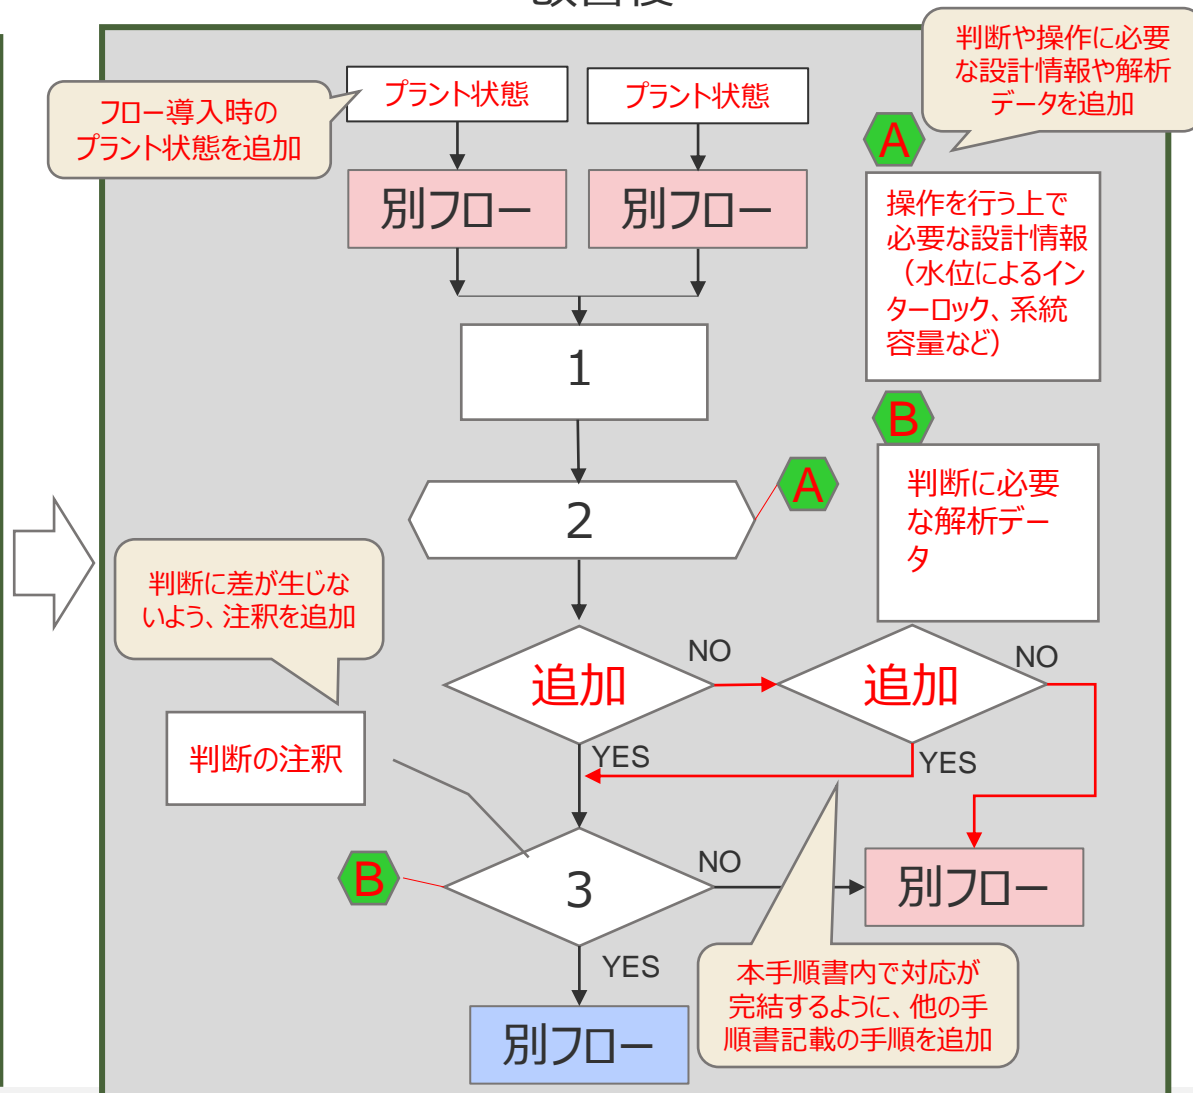 フロー導入時の
プラント状態を追加
プラント状態
プラント状態
判断や操作に必要
な設計情報や解析
データを追加
別フロー
別フロー
A
操作を行う上で
必要な設計情報
（水位によるイン
ターロック、系統
容量など）
1
B
判断に必要
な解析デー
タ
2
A
判断に差が生じな
いよう、注釈を追加
追加
NO
追加
NO
YES
YES
判断の注釈
B
3
NO
別フロー
YES
本手順書内で対応が
完結するように、他の手
順書記載の手順を追加
別フロー